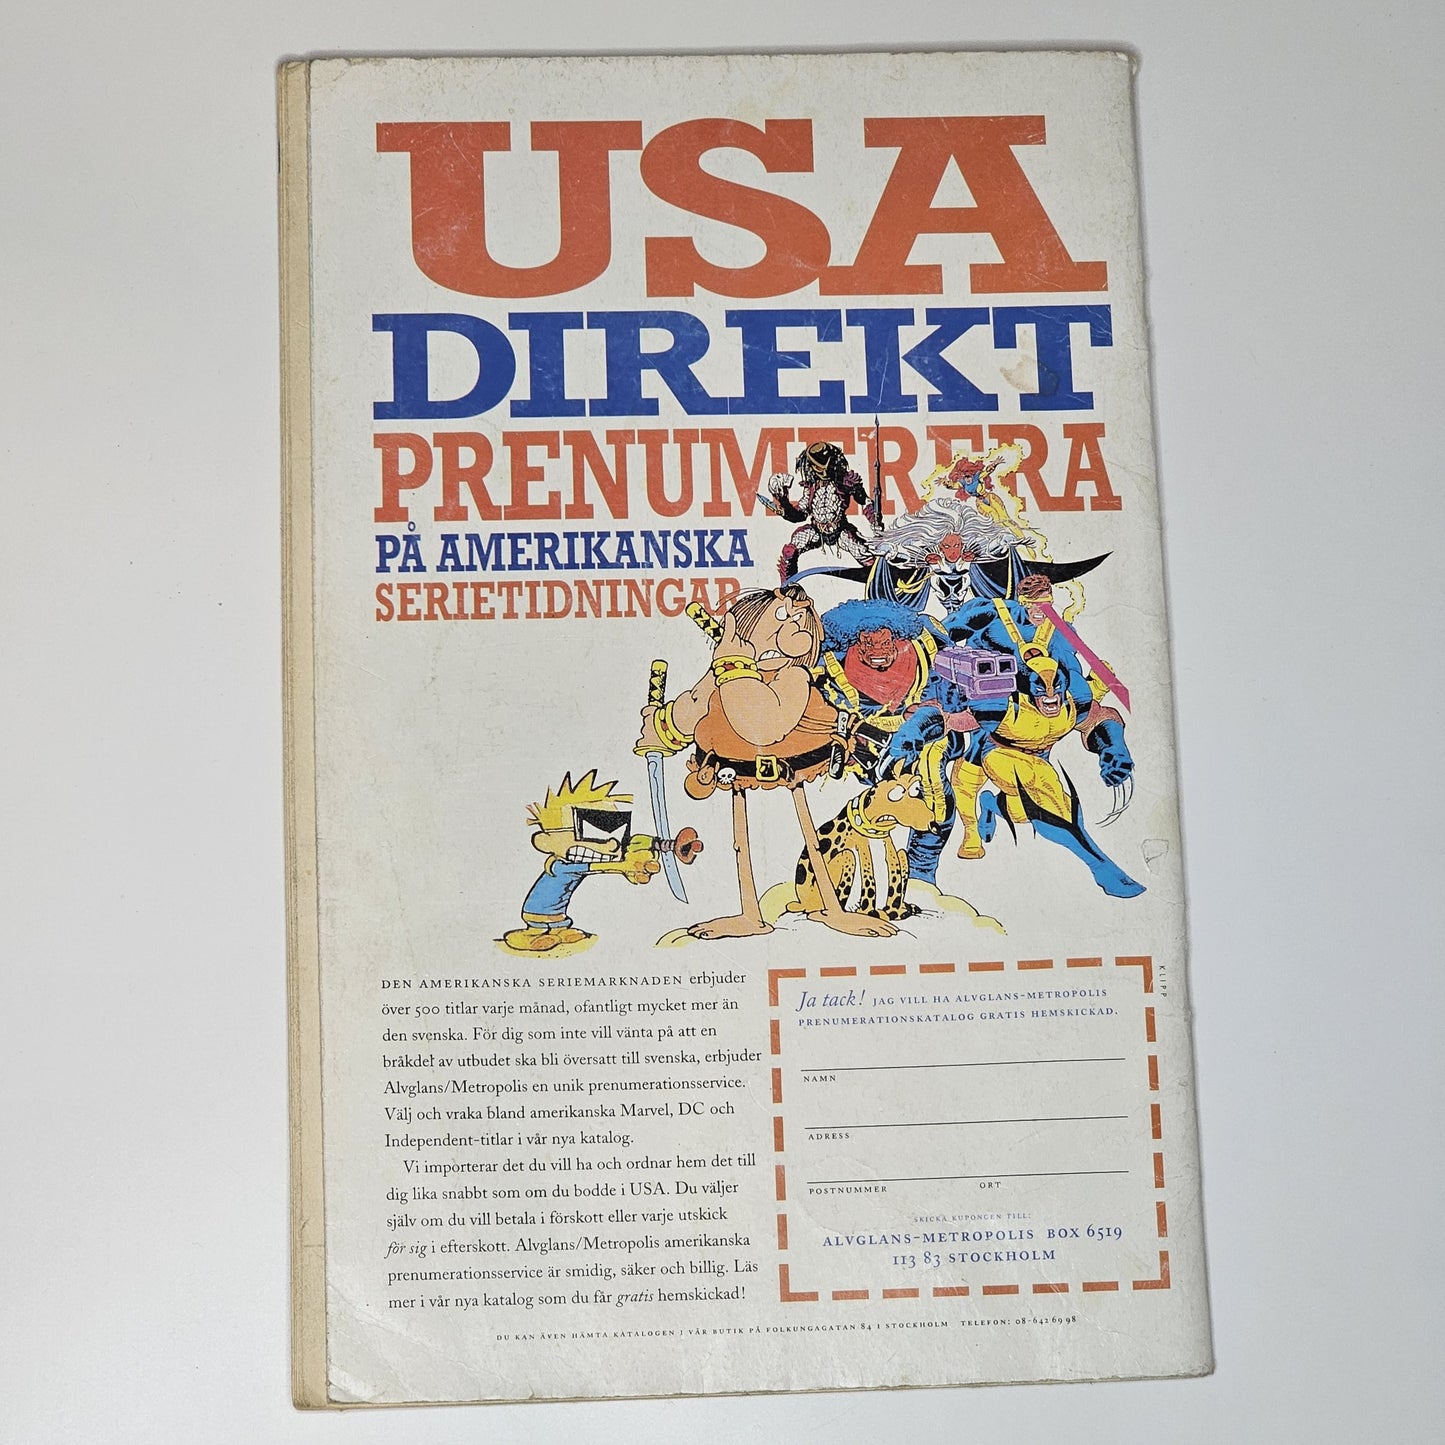 USA
DIREKT
PRENUMERERA
PÅ AMERIKANSKA
SERIETIDNINGAR
DEN AMERIKANSKA SERIEMARKNADEN erbjuder
över 500 titlar varje månad, ofantligt mycket mer än
den svenska. För dig som inte vill vänta på att en
bråkdel av utbudet ska bli översatt till svenska, erbjuder
Alvglans/Metropolis en unik prenumerationsservice.
Välj och vraka bland amerikanska Marvel, DC och
Independent-titlar i vår nya katalog.
Vi importerar det du vill ha och ordnar hem det till
dig lika snabbt som om du bodde i USA. Du väljer
själv om du vill betala i förskott eller varje utskick
för sig i efterskott. Alvglans/Metropolis amerikanska
prenumerationsservice är smidig, säker och billig. Läs
mer i vår nya katalog som du får gratis hemskickad!
KLIPP
Ja tack! JAG VILL HA ALVGLANS-METROPOLIS
PRENUMERATIONSKATALOG GRATIS HEMSKICKAD.
NAMN
ADRESS
POSTNUMMER ORT
SKICKA KUPONGEN TILL:
ALVGLANS-METROPOLIS BOX 6519
113 83 STOCKHOLM
DU KAN ÄVEN HÄMTA KATALOGEN I VÅR BUTIK PÅ FOLKUNGAGATAN 84 I STOCKHOLM TELEFON: 08-642 69 98